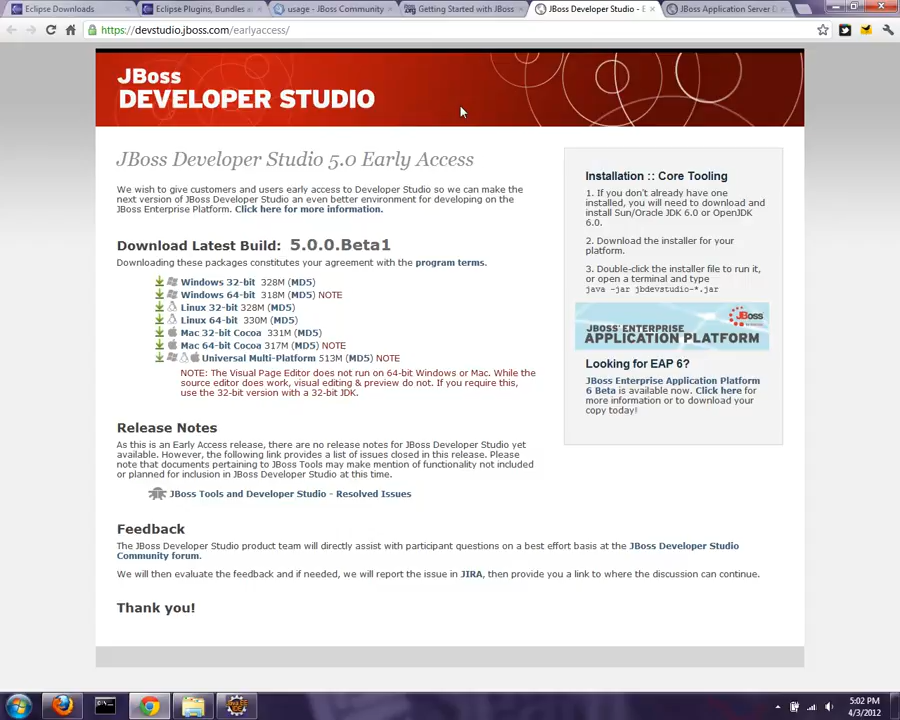 Eclipse Downloads
Eclipse Plugins, Bundles a
usage - JBoss Community
Getting Started with JBoss
JBoss Developer Studio - E
JBoss Application Server D
https://devstudio.jboss.com/earlyaccess/
JBoss
DEVELOPER STUDIO
JBoss Developer Studio 5.0 Early Access
We wish to give customers and users early access to Developer Studio so we can make the
next version of JBoss Developer Studio an even better environment for developing on the
JBoss Enterprise Platform. Click here for more information.
Download Latest Build: 5.0.0.Beta1
Downloading these packages constitutes your agreement with the program terms.
Windows 32-bit 328M (MD5)
Windows 64-bit 318M (MD5) NOTE
Linux 32-bit 328M (MD5)
Linux 64-bit 330M (MD5)
Mac 32-bit Cocoa 331M (MD5)
Mac 64-bit Cocoa 317M (MD5) NOTE
Universal Multi-Platform 513M (MD5) NOTE
NOTE: The Visual Page Editor does not run on 64-bit Windows or Mac. While the
source editor does work, visual editing & preview do not. If you require this,
use the 32-bit version with a 32-bit JDK.
Release Notes
As this is an Early Access release, there are no release notes for JBoss Developer Studio yet
available. However, the following link provides a list of issues closed in this release. Please
note that documents pertaining to JBoss Tools may make mention of functionality not included
or planned for inclusion in JBoss Developer Studio at this time.
JBoss Tools and Developer Studio - Resolved Issues
Feedback
The JBoss Developer Studio product team will directly assist with participant questions on a best effort basis at the JBoss Developer Studio
Community forum.
We will then evaluate the feedback and if needed, we will report the issue in JIRA, then provide you a link to where the discussion can continue.
Thank you!
Installation :: Core Tooling
1. If you don't already have one
installed, you will need to download and
install Sun/Oracle JDK 6.0 or OpenJDK
6.0.
2. Download the installer for your
platform.
3. Double-click the installer file to run it,
or open a terminal and type
java -jar jbdevstudio-*.jar
JBoss
JBOSS ENTERPRISE
APPLICATION PLATFORM
Looking for EAP 6?
JBoss Enterprise Application Platform
6 Beta is available now. Click here for
more information or to download your
copy today!
5:02 PM
4/3/2012